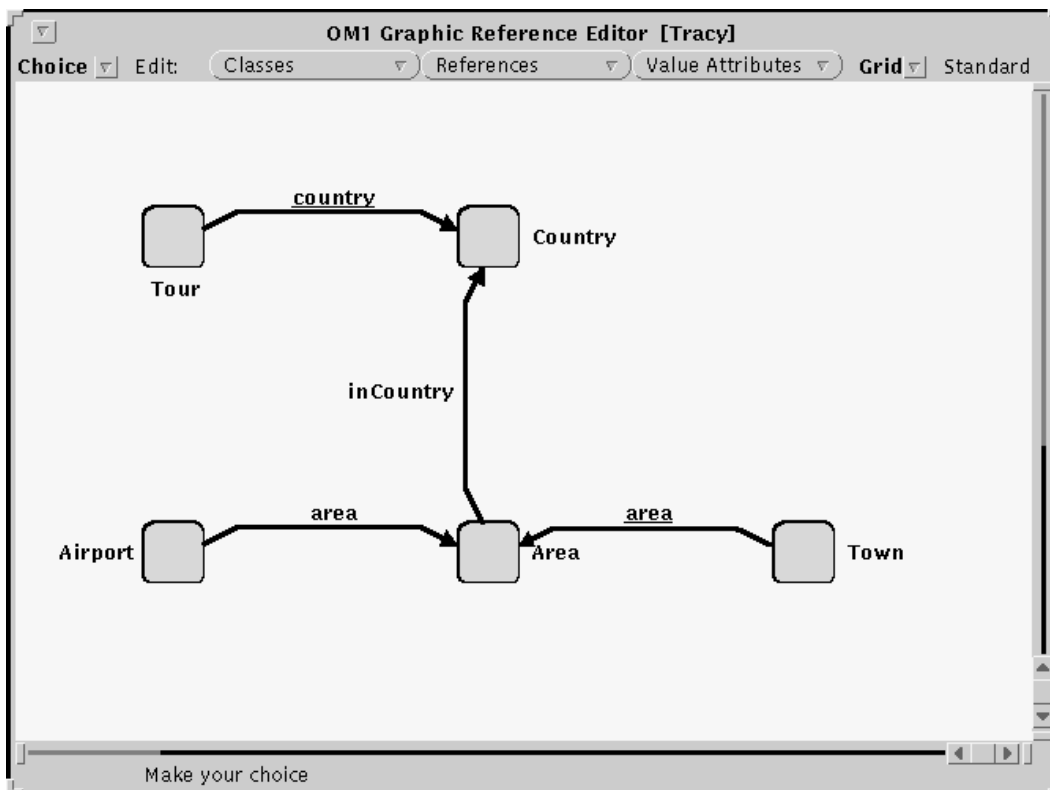 OM1 Graphic Reference Editor [Tracy]
Choice Edit: Classes References Value Attributes Grid Standard
country
Country
Tour
inCountry
area area
Airport Area Town
Make your choice